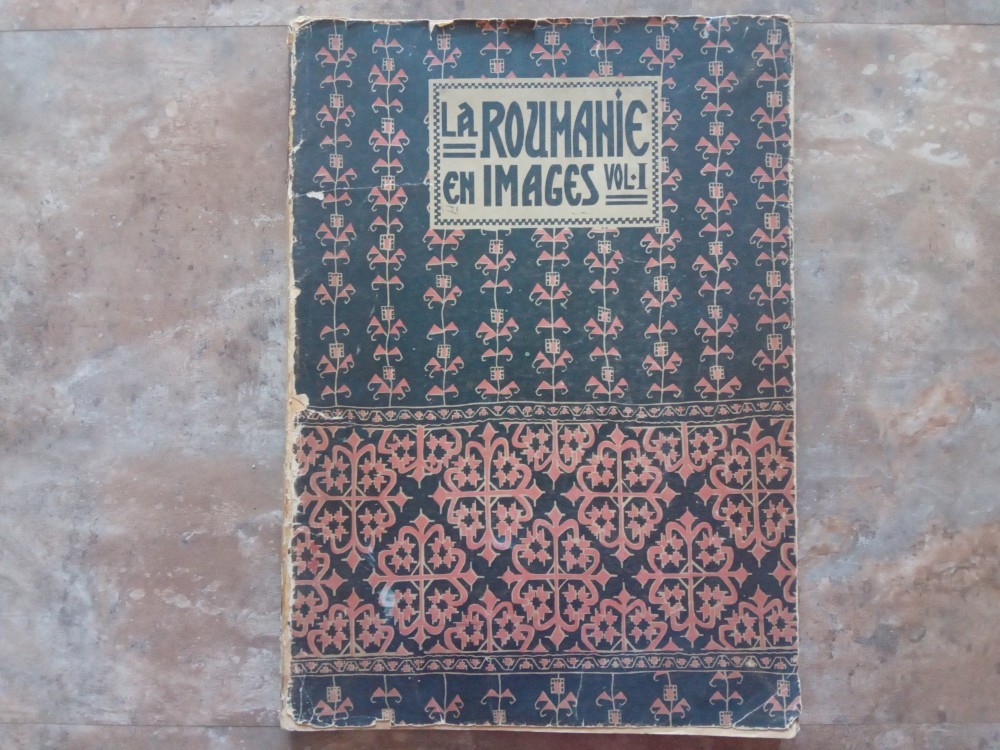 LA ROUMANIE
EN IMAGES VOL·I